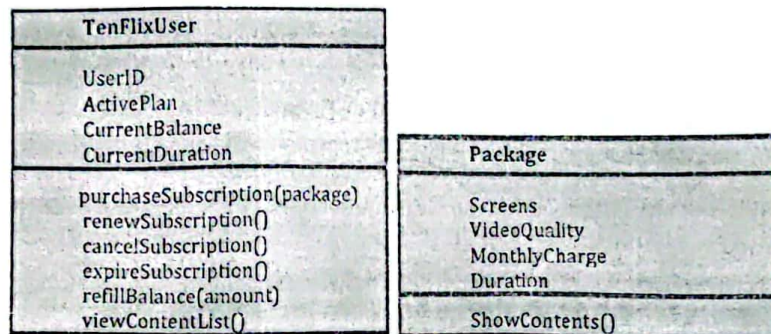 TenFlixUser
UserID
ActivePlan
CurrentBalance
CurrentDuration
purchaseSubscription(package)
renewSubscription()
cancelSubscription()
expireSubscription()
refillBalance(amount)
viewContentList()
Package
Screens
VideoQuality
MonthlyCharge
Duration
ShowContents()